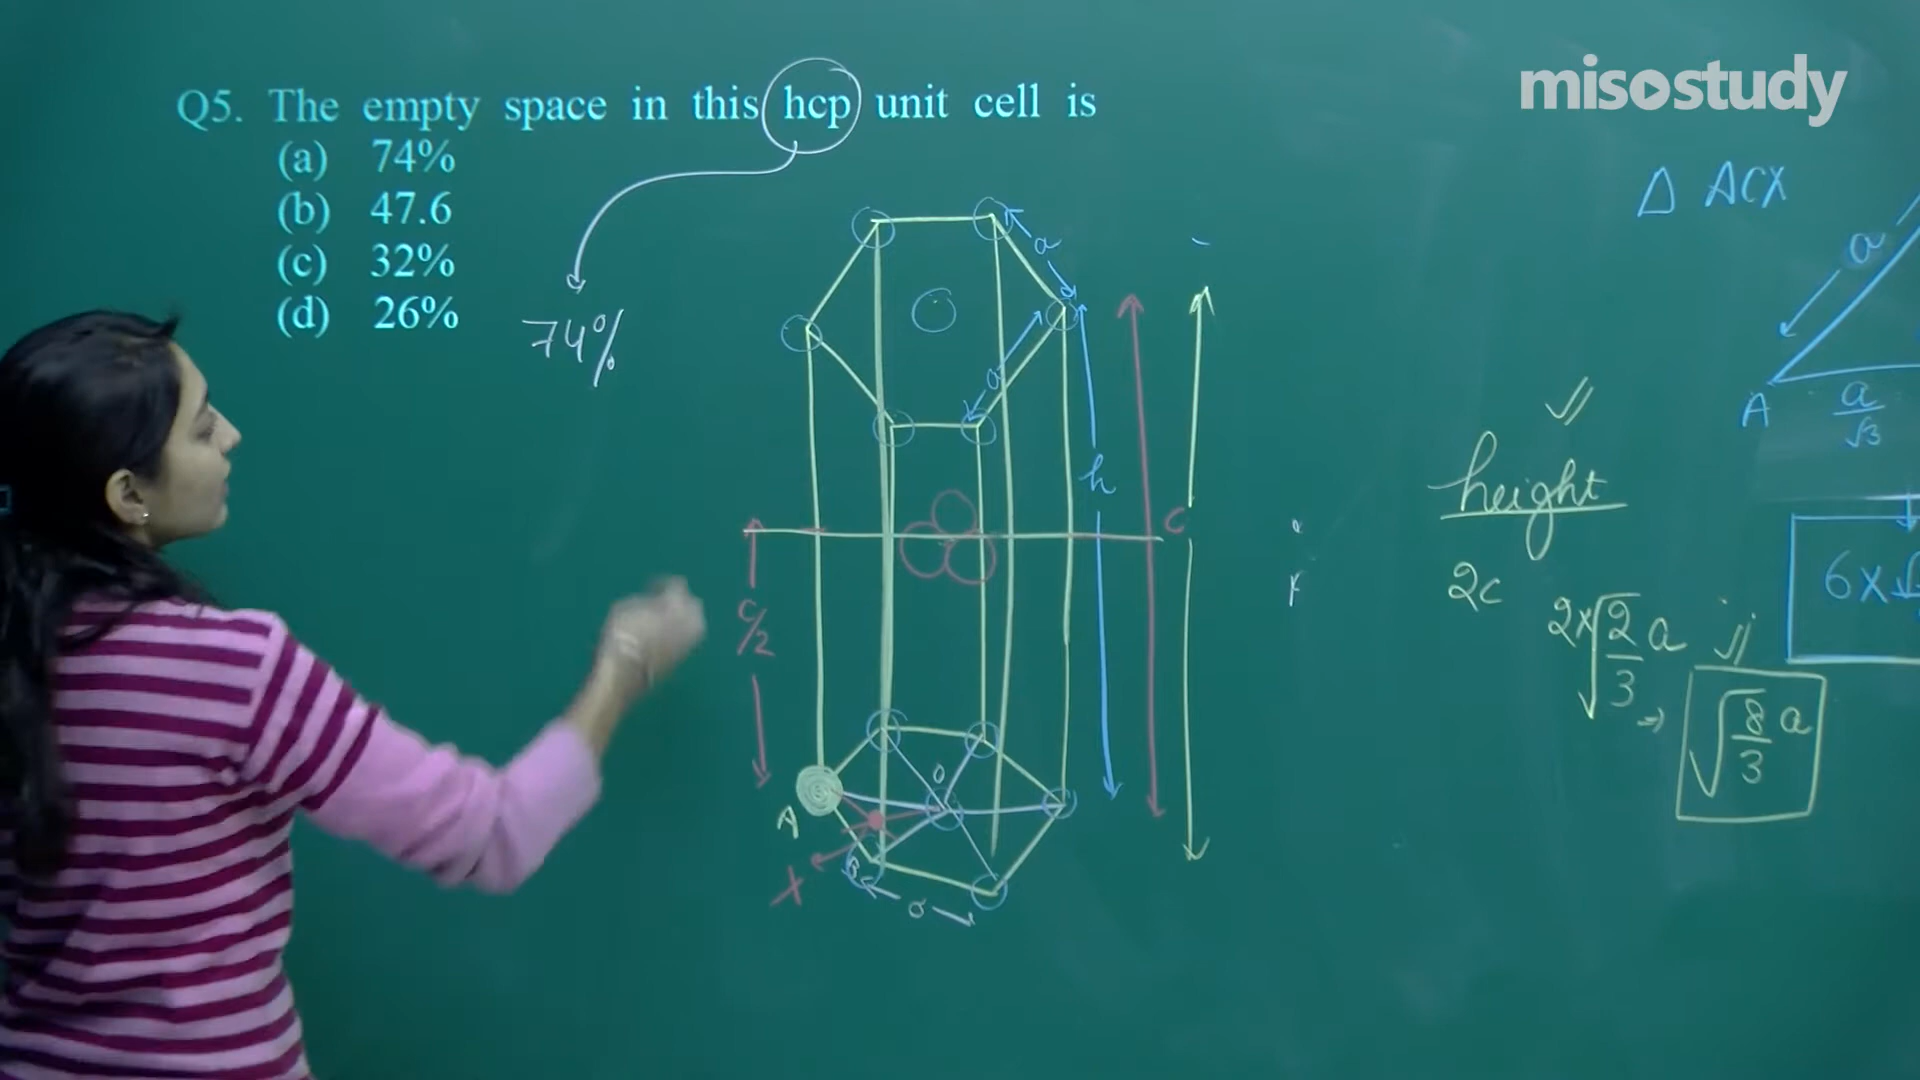 misostudy
Q5. The empty space in this hcp unit cell is
(a) 74%
(b) 47.6
(c) 32%
(d) 26%
74%
Δ ACX
a
A
a/√3
a
a
h
c
c/2
height
2c
2×√2/3 a
√8/3 a
6×√
A
O
X
B
a